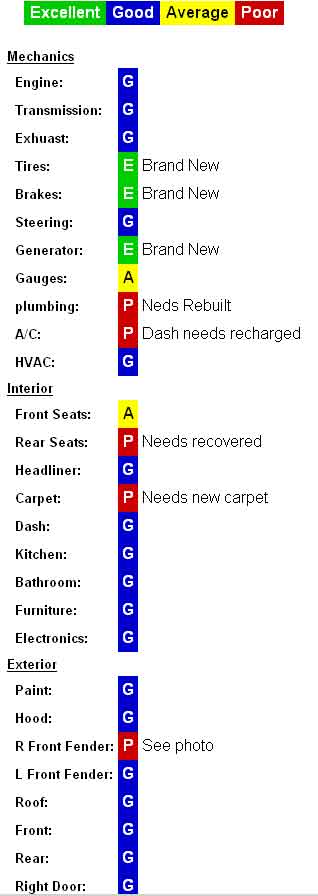 Excellent Good Average Poor
Mechanics
Engine: G
Transmission: G
Exhuast: G
Tires: E Brand New
Brakes: E Brand New
Steering: G
Generator: E Brand New
Gauges: A
plumbing: P Neds Rebuilt
A/C: P Dash needs recharged
HVAC: G
Interior
Front Seats: A
Rear Seats: P Needs recovered
Headliner: G
Carpet: P Needs new carpet
Dash: G
Kitchen: G
Bathroom: G
Furniture: G
Electronics: G
Exterior
Paint: G
Hood: G
R Front Fender: P See photo
L Front Fender: G
Roof: G
Front: G
Rear: G
Right Door: G